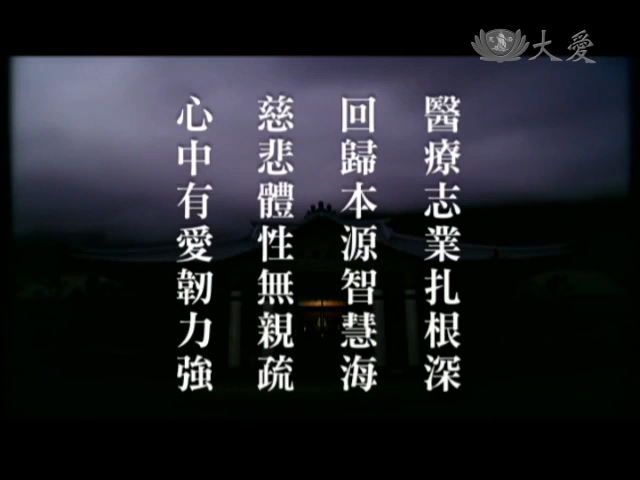 大愛
醫療志業扎根深
回歸本源智慧海
慈悲體性無親疏
心中有愛韌力強